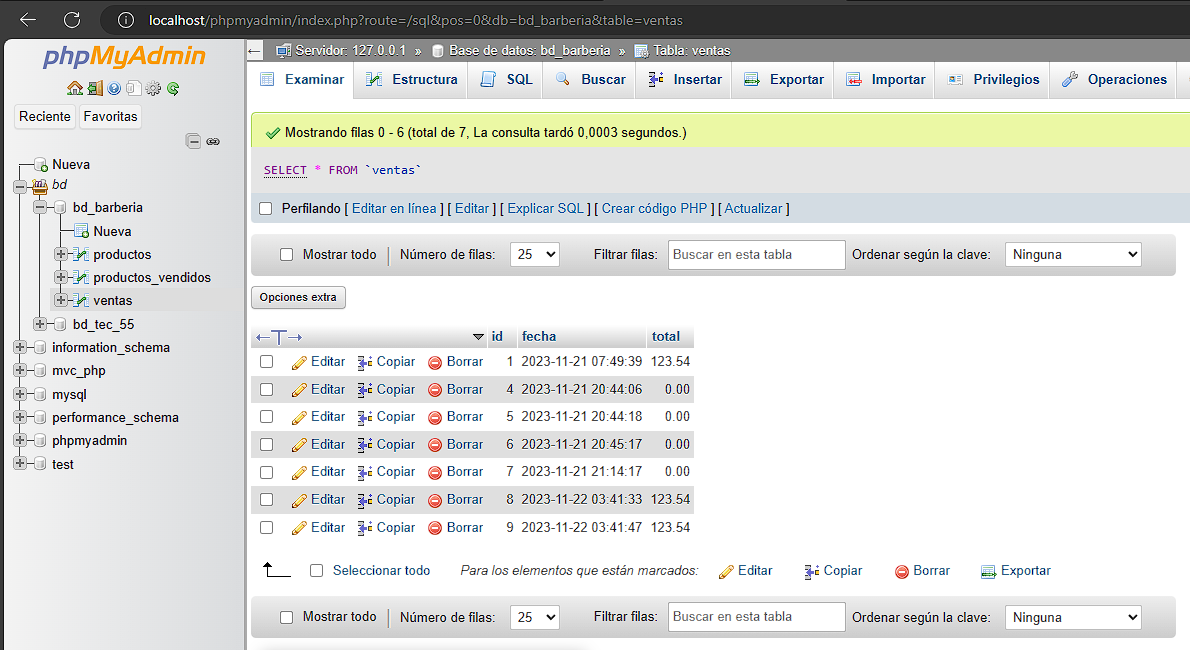 localhost/phpmyadmin/index.php?route=/sql&pos=0&db=bd_barberia&table=ventas
phpMyAdmin
Reciente Favoritas
Nueva
bd
bd_barberia
Nueva
productos
productos_vendidos
ventas
bd_tec_55
information_schema
mvc_php
mysql
performance_schema
phpmyadmin
test
Servidor: 127.0.0.1 » Base de datos: bd_barberia » Tabla: ventas
Examinar Estructura SQL Buscar Insertar Exportar Importar Privilegios Operaciones
Mostrando filas 0 - 6 (total de 7, La consulta tardó 0,0003 segundos.)
SELECT * FROM `ventas`
Perfilando [ Editar en línea ] [ Editar ] [ Explicar SQL ] [ Crear código PHP ] [ Actualizar ]
Mostrar todo Número de filas: 25 Filtrar filas: Buscar en esta tabla Ordenar según la clave: Ninguna
Opciones extra
←T→ id fecha total
Editar Copiar Borrar 1 2023-11-21 07:49:39 123.54
Editar Copiar Borrar 4 2023-11-21 20:44:06 0.00
Editar Copiar Borrar 5 2023-11-21 20:44:18 0.00
Editar Copiar Borrar 6 2023-11-21 20:45:17 0.00
Editar Copiar Borrar 7 2023-11-21 21:14:17 0.00
Editar Copiar Borrar 8 2023-11-22 03:41:33 123.54
Editar Copiar Borrar 9 2023-11-22 03:41:47 123.54
Seleccionar todo Para los elementos que están marcados: Editar Copiar Borrar Exportar
Mostrar todo Número de filas: 25 Filtrar filas: Buscar en esta tabla Ordenar según la clave: Ninguna